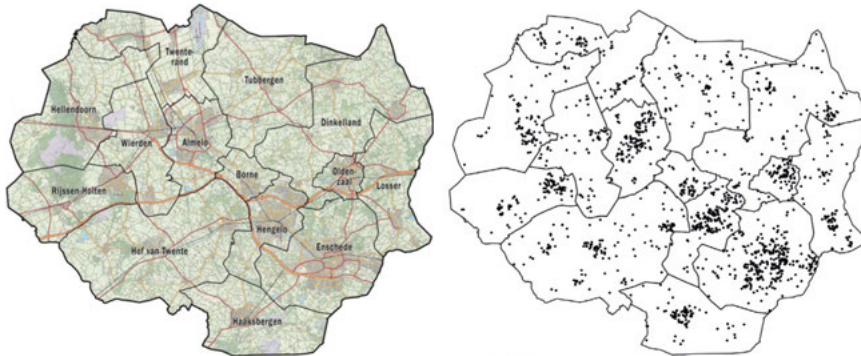 Twente-
rand
Tubbergen
Hellendoorn
Dinkelland
Wierden
Almelo
Borne
Olden-
zaal
Losser
Rijssen-Holten
Hengelo
Hof van Twente
Enschede
Haaksbergen